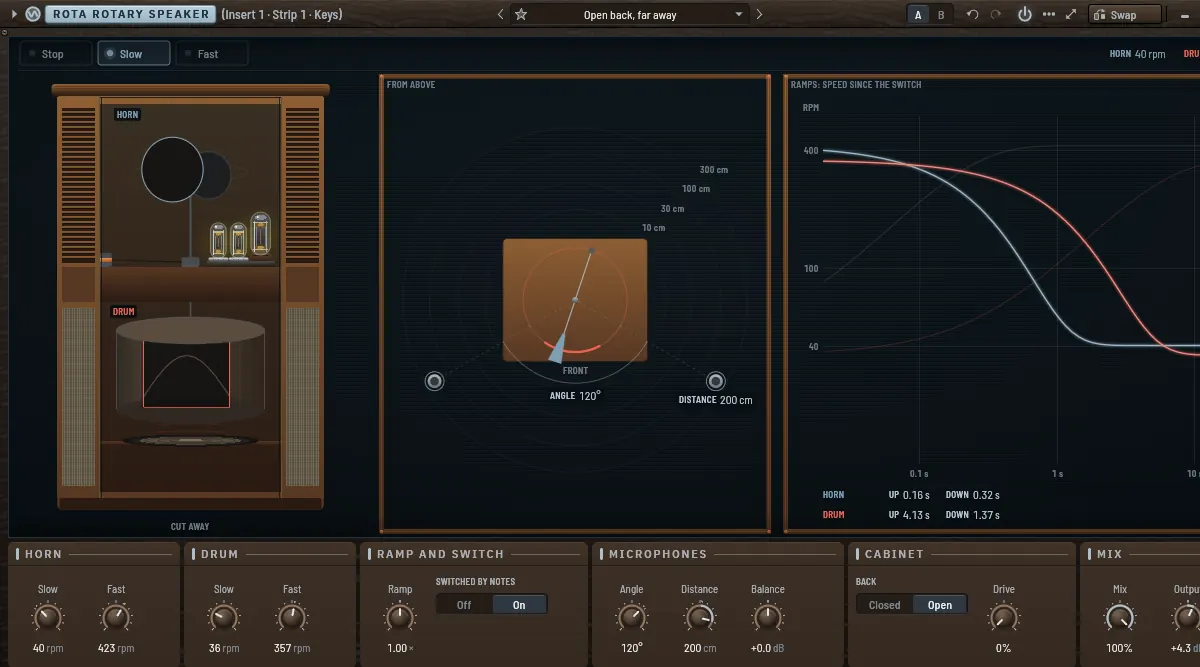 ROTA ROTARY SPEAKER (Insert 1 · Strip 1 · Keys) Open back, far away A B Swap
Stop Slow Fast HORN 40 rpm DRU
HORN
DRUM
CUT AWAY
FROM ABOVE
300 cm
100 cm
30 cm
10 cm
FRONT
ANGLE 120°
DISTANCE 200 cm
RAMPS: SPEED SINCE THE SWITCH
RPM
400
100
40
0.1 s 1 s 10
HORN UP 0.16 s DOWN 0.32 s
DRUM UP 4.13 s DOWN 1.37 s
HORN
Slow Fast
40 rpm 423 rpm
DRUM
Slow Fast
36 rpm 357 rpm
RAMP AND SWITCH
Ramp SWITCHED BY NOTES
Off On
1.00 ×
MICROPHONES
Angle Distance Balance
120° 200 cm +0.0 dB
CABINET
BACK Drive
Closed Open
0%
MIX
Mix Outpu
100% +4.3 d